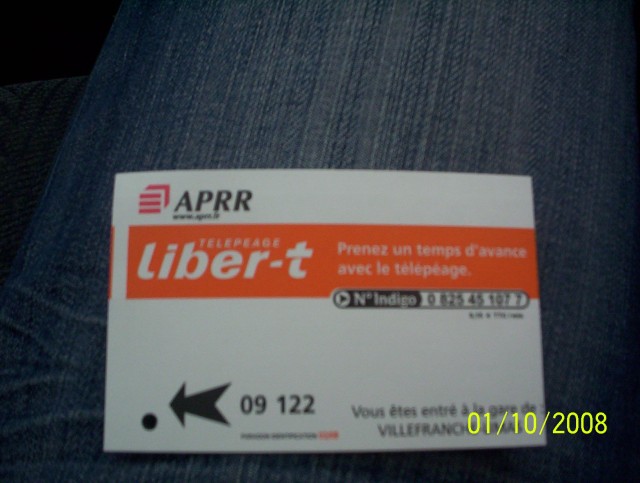 APRR
www.aprr.fr
TELEPEAGE
Liber-t
Prenez un temps d'avance
avec le télépéage.
N° Indigo 0 825 45 107 7
09 122
Vous êtes entré à la gare de
VILLEFRANCHE
01/10/2008